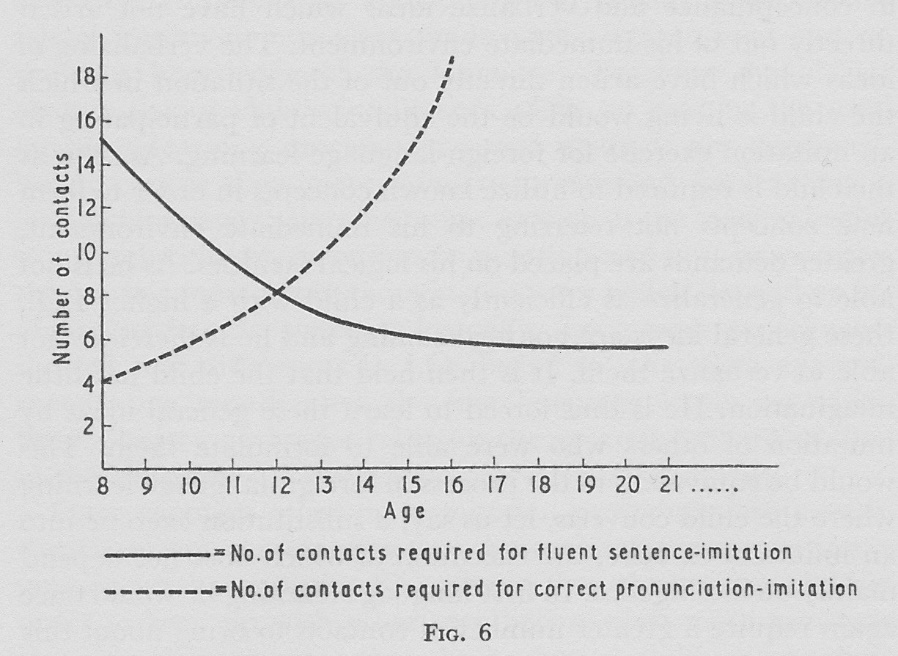 18
16
14
12
10
8
6
4
2
Number of contacts
8 9 10 11 12 13 14 15 16 17 18 19 20 21 ......
Age
=No.of contacts required for fluent sentence-imitation
=No.of contacts required for correct pronunciation-imitation
FIG. 6